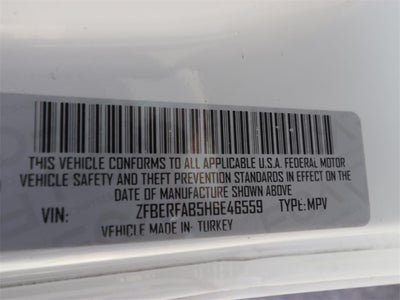 THIS VEHICLE CONFORMS TO ALL APPLICABLE U.S.A. FEDERAL MOTOR
VEHICLE SAFETY AND THEFT PREVENTION STANDARDS IN EFFECT ON THE
DATE OF MANUFACTURE SHOWN ABOVE
VIN: ZFBERFAB5H6E46559 TYPE: MPV
VEHICLE MADE IN: TURKEY